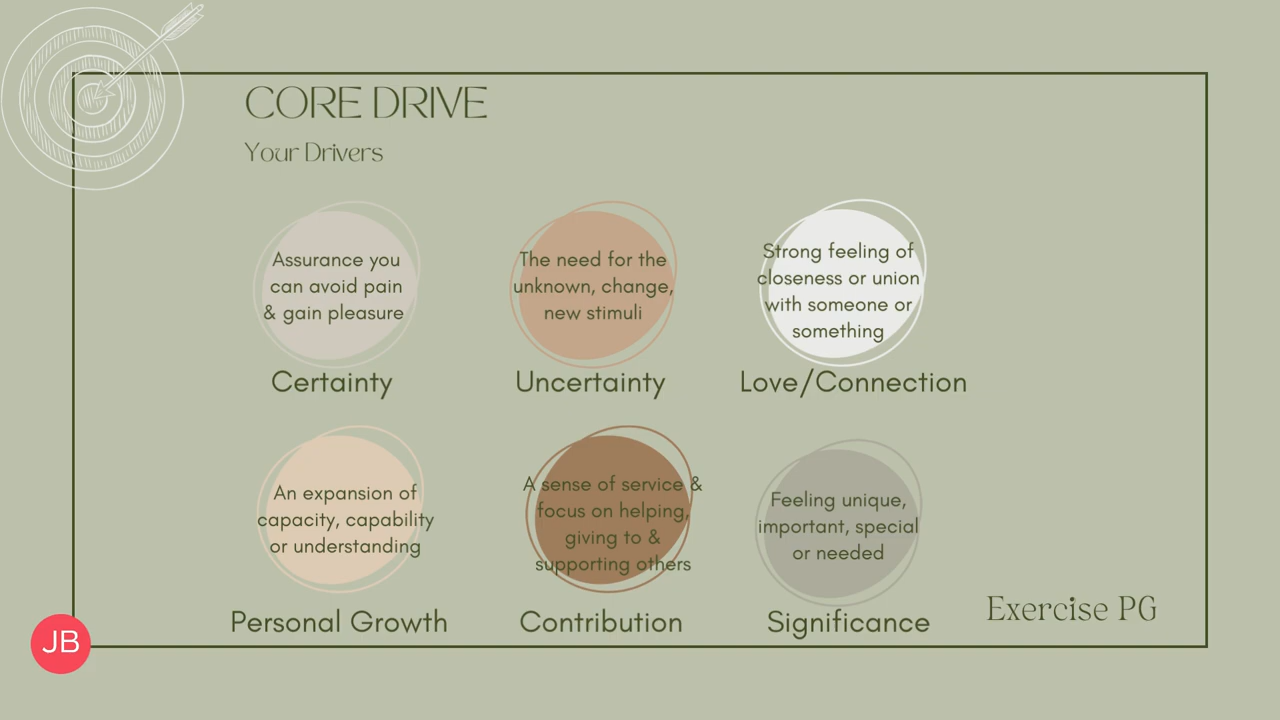 CORE DRIVE
Your Drivers
Assurance you
can avoid pain
& gain pleasure
Certainty
The need for the
unknown, change,
new stimuli
Uncertainty
Strong feeling of
closeness or union
with someone or
something
Love/Connection
An expansion of
capacity, capability
or understanding
Personal Growth
A sense of service &
focus on helping,
giving to &
supporting others
Contribution
Feeling unique,
important, special
or needed
Significance
Exercise PG
JB